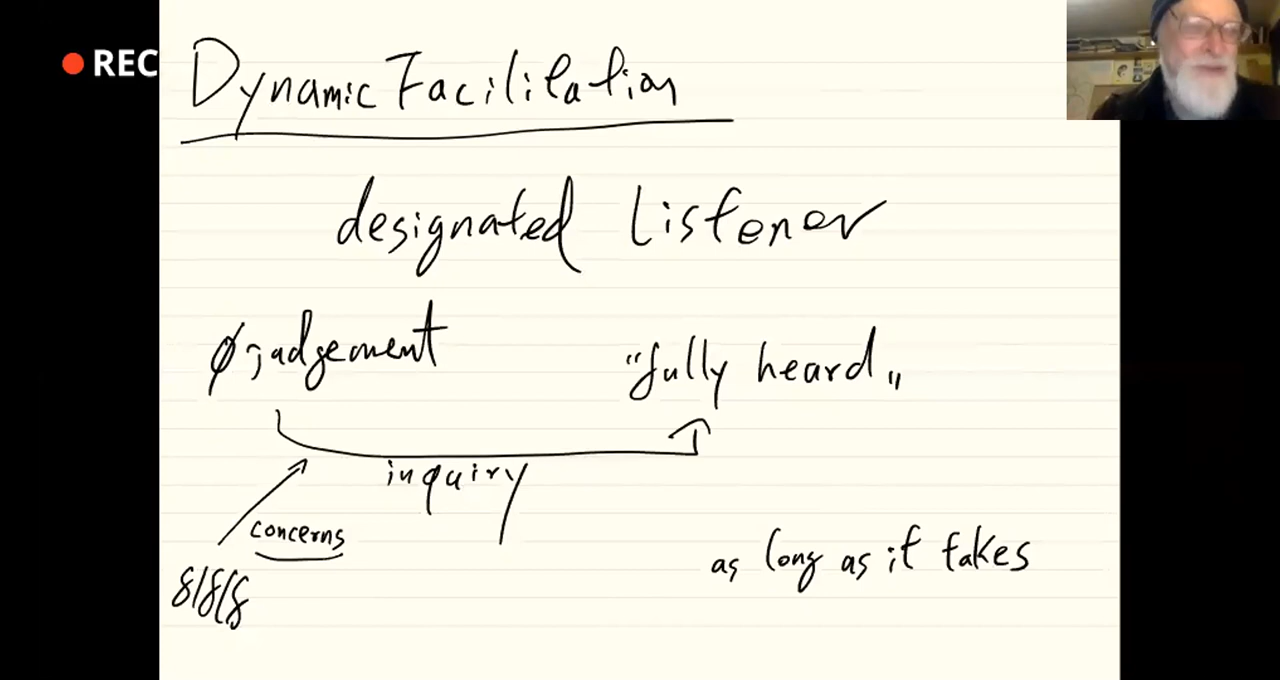 REC
Dynamic Facilitation
designated listener
Ø judgement
"fully heard"
inquiry
concerns
as long as it takes